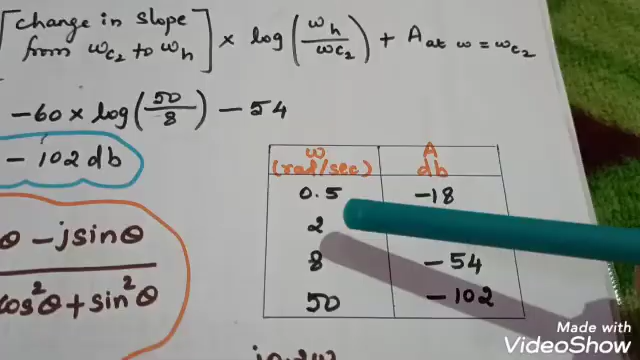 change in slope
from ωc2 to ωh × log(ωh/ωc2) + A at ω = ωc2
−60 × log(50/8) − 54
− 102 db
θ − jsinθ
cos²θ + sin²θ
ω (rad/sec) A db
0.5 −18
2
8 −54
50 −102
Made with
VideoShow